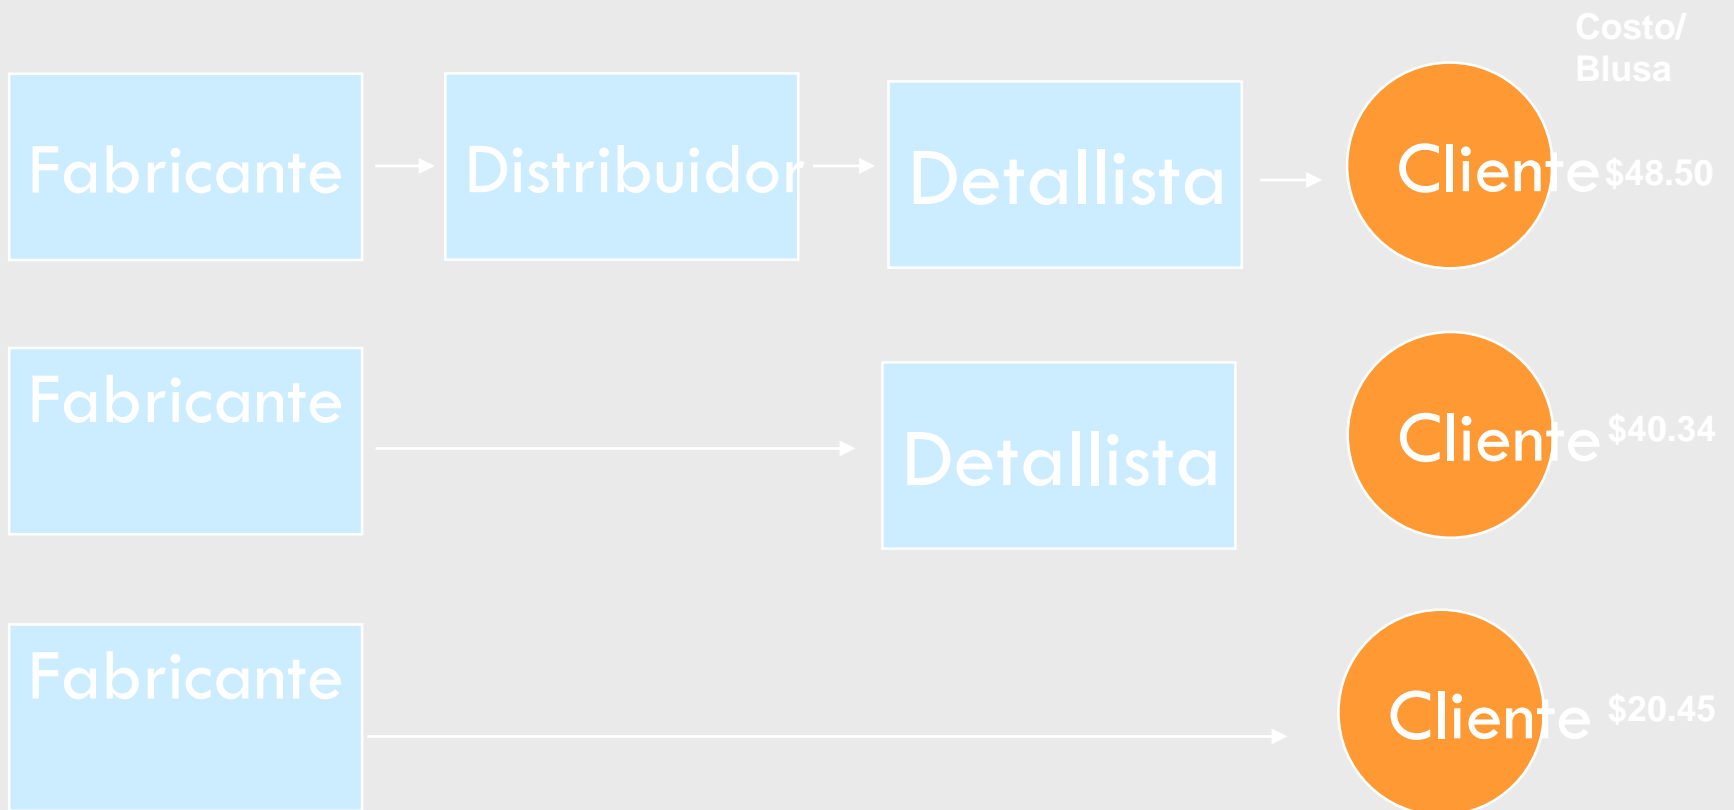 Costo/
Blusa
Fabricante Distribuidor Detallista Cliente $48.50
Fabricante Detallista Cliente $40.34
Fabricante Cliente $20.45